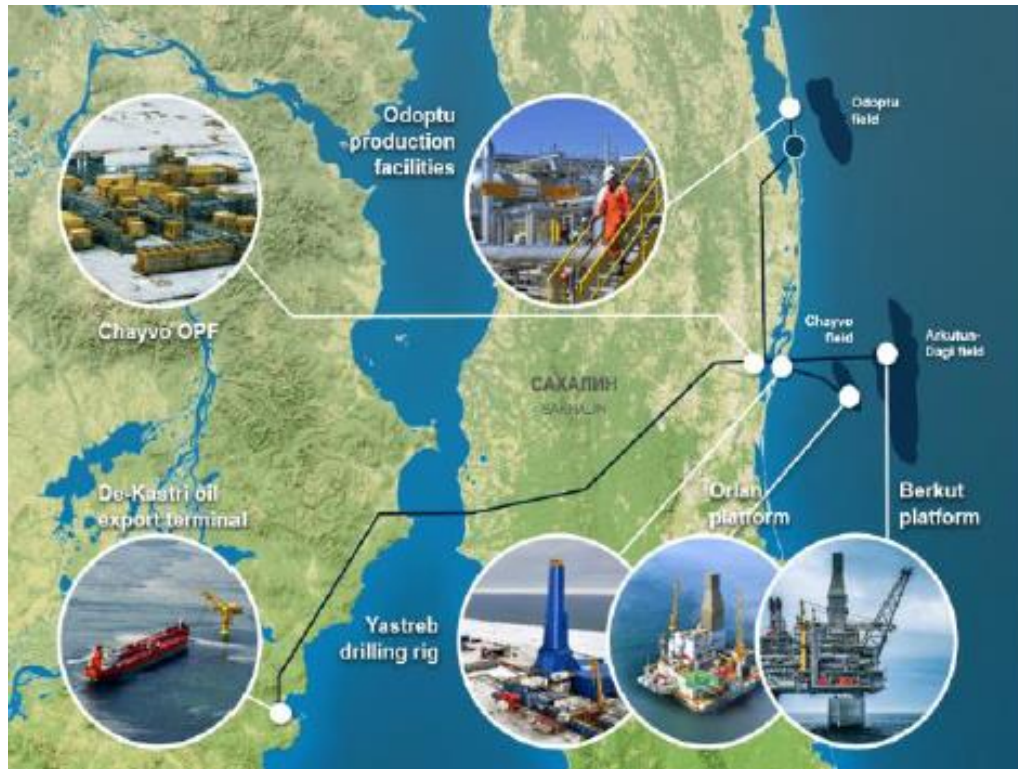 Odoptu
production
facilities
Odoptu
field
Chayvo OPF
Chayvo
field
Arkutun-
Dagi field
САХАЛИН
SAKHALIN
De-Kastri oil
export terminal
Orlan
platform
Berkut
platform
Yastreb
drilling rig